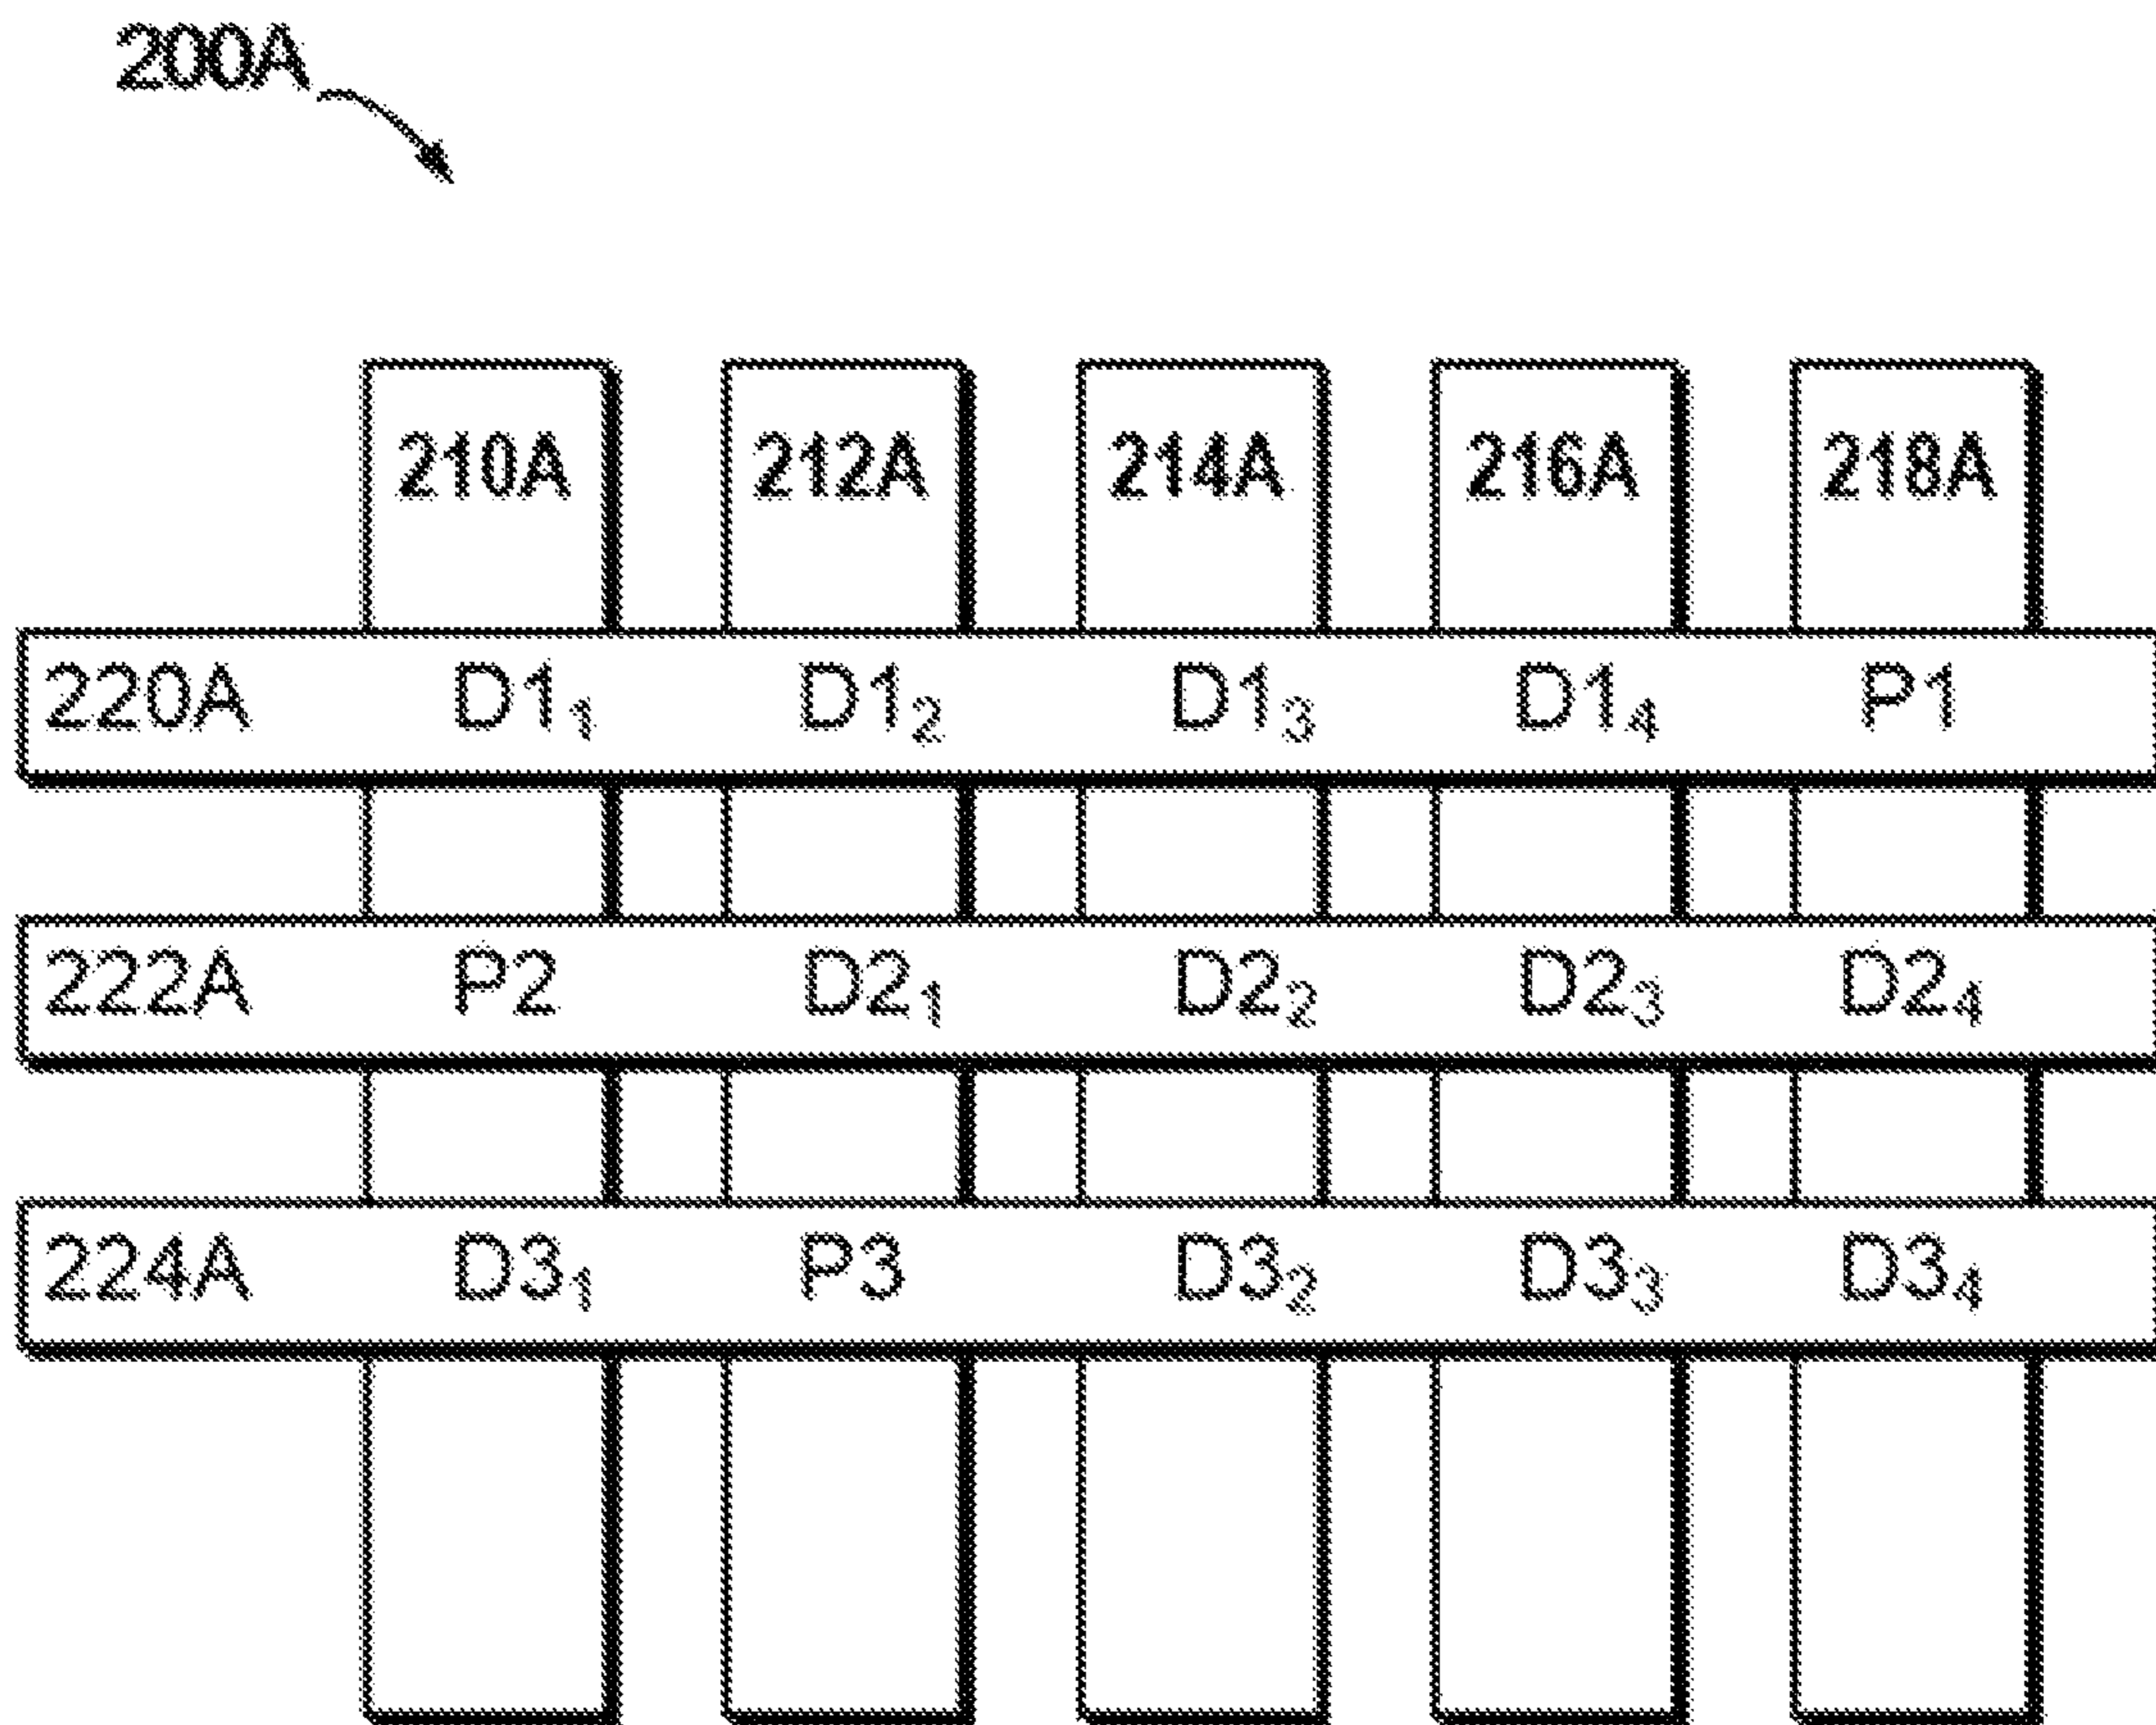 200A
210A 212A 214A 216A 218A
220A D1₁ D1₂ D1₃ D1₄ P1
222A P2 D2₁ D2₂ D2₃ D2₄
224A D3₁ P3 D3₂ D3₃ D3₄